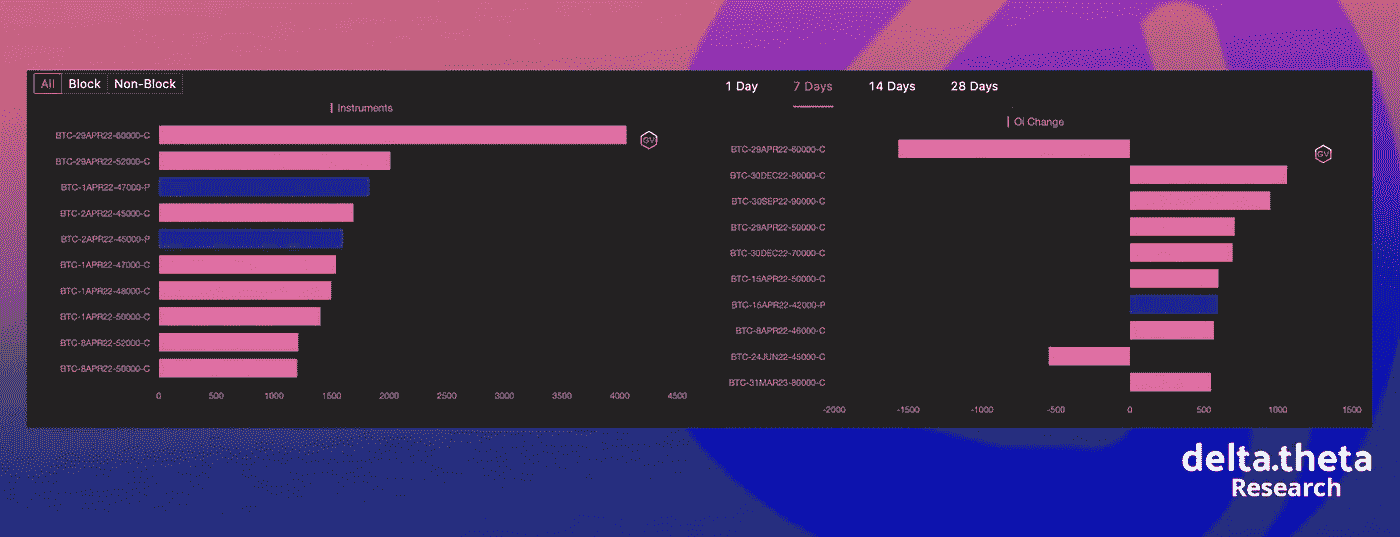 All Block Non-Block
Instruments
BTC-29APR22-60000-C
BTC-29APR22-52000-C
BTC-1APR22-47000-P
BTC-2APR22-45000-C
BTC-2APR22-45000-P
BTC-1APR22-47000-C
BTC-1APR22-48000-C
BTC-1APR22-50000-C
BTC-8APR22-52000-C
BTC-8APR22-50000-C
0 500 1000 1500 2000 2500 3000 3500 4000 4500
GV
1 Day 7 Days 14 Days 28 Days
OI Change
BTC-29APR22-60000-C
BTC-30DEC22-80000-C
BTC-30SEP22-90000-C
BTC-29APR22-50000-C
BTC-30DEC22-70000-C
BTC-15APR22-50000-C
BTC-15APR22-42000-P
BTC-8APR22-46000-C
BTC-24JUN22-45000-C
BTC-31MAR23-80000-C
-2000 -1500 -1000 -500 0 500 1000 1500
GV
delta.theta
Research